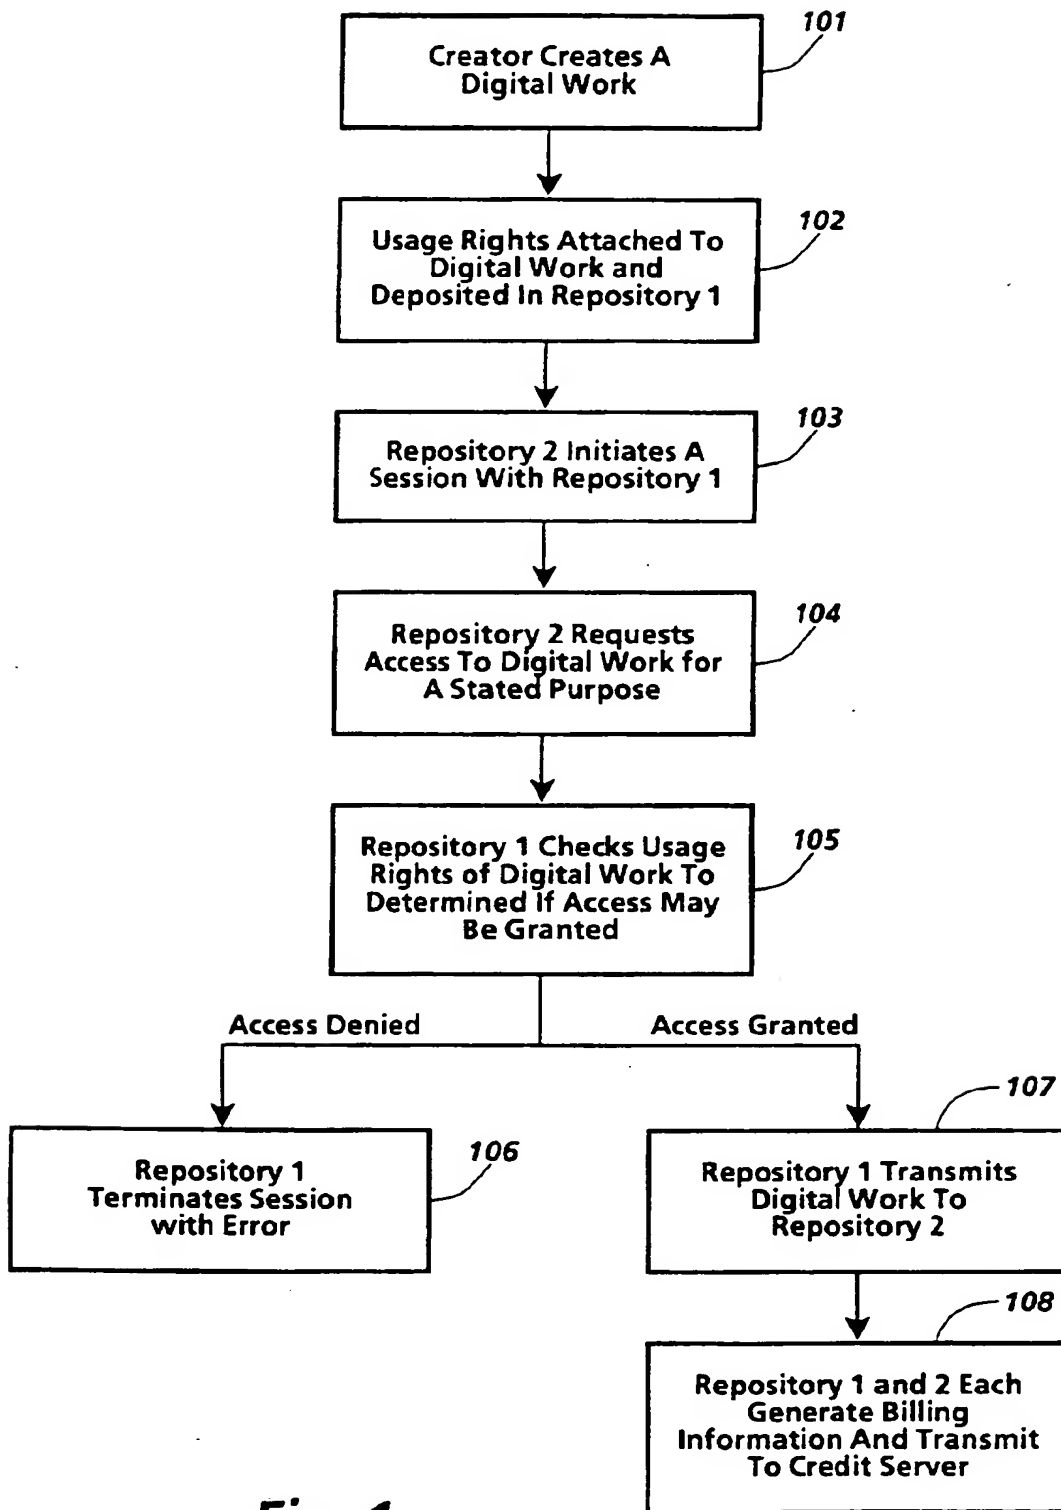 101
Creator Creates A
Digital Work
102
Usage Rights Attached To
Digital Work and
Deposited In Repository 1
103
Repository 2 Initiates A
Session With Repository 1
104
Repository 2 Requests
Access To Digital Work for
A Stated Purpose
105
Repository 1 Checks Usage
Rights of Digital Work To
Determined If Access May
Be Granted
Access Denied
Access Granted
106
Repository 1
Terminates Session
with Error
107
Repository 1 Transmits
Digital Work To
Repository 2
108
Repository 1 and 2 Each
Generate Billing
Information And Transmit
To Credit Server
Fig. 1